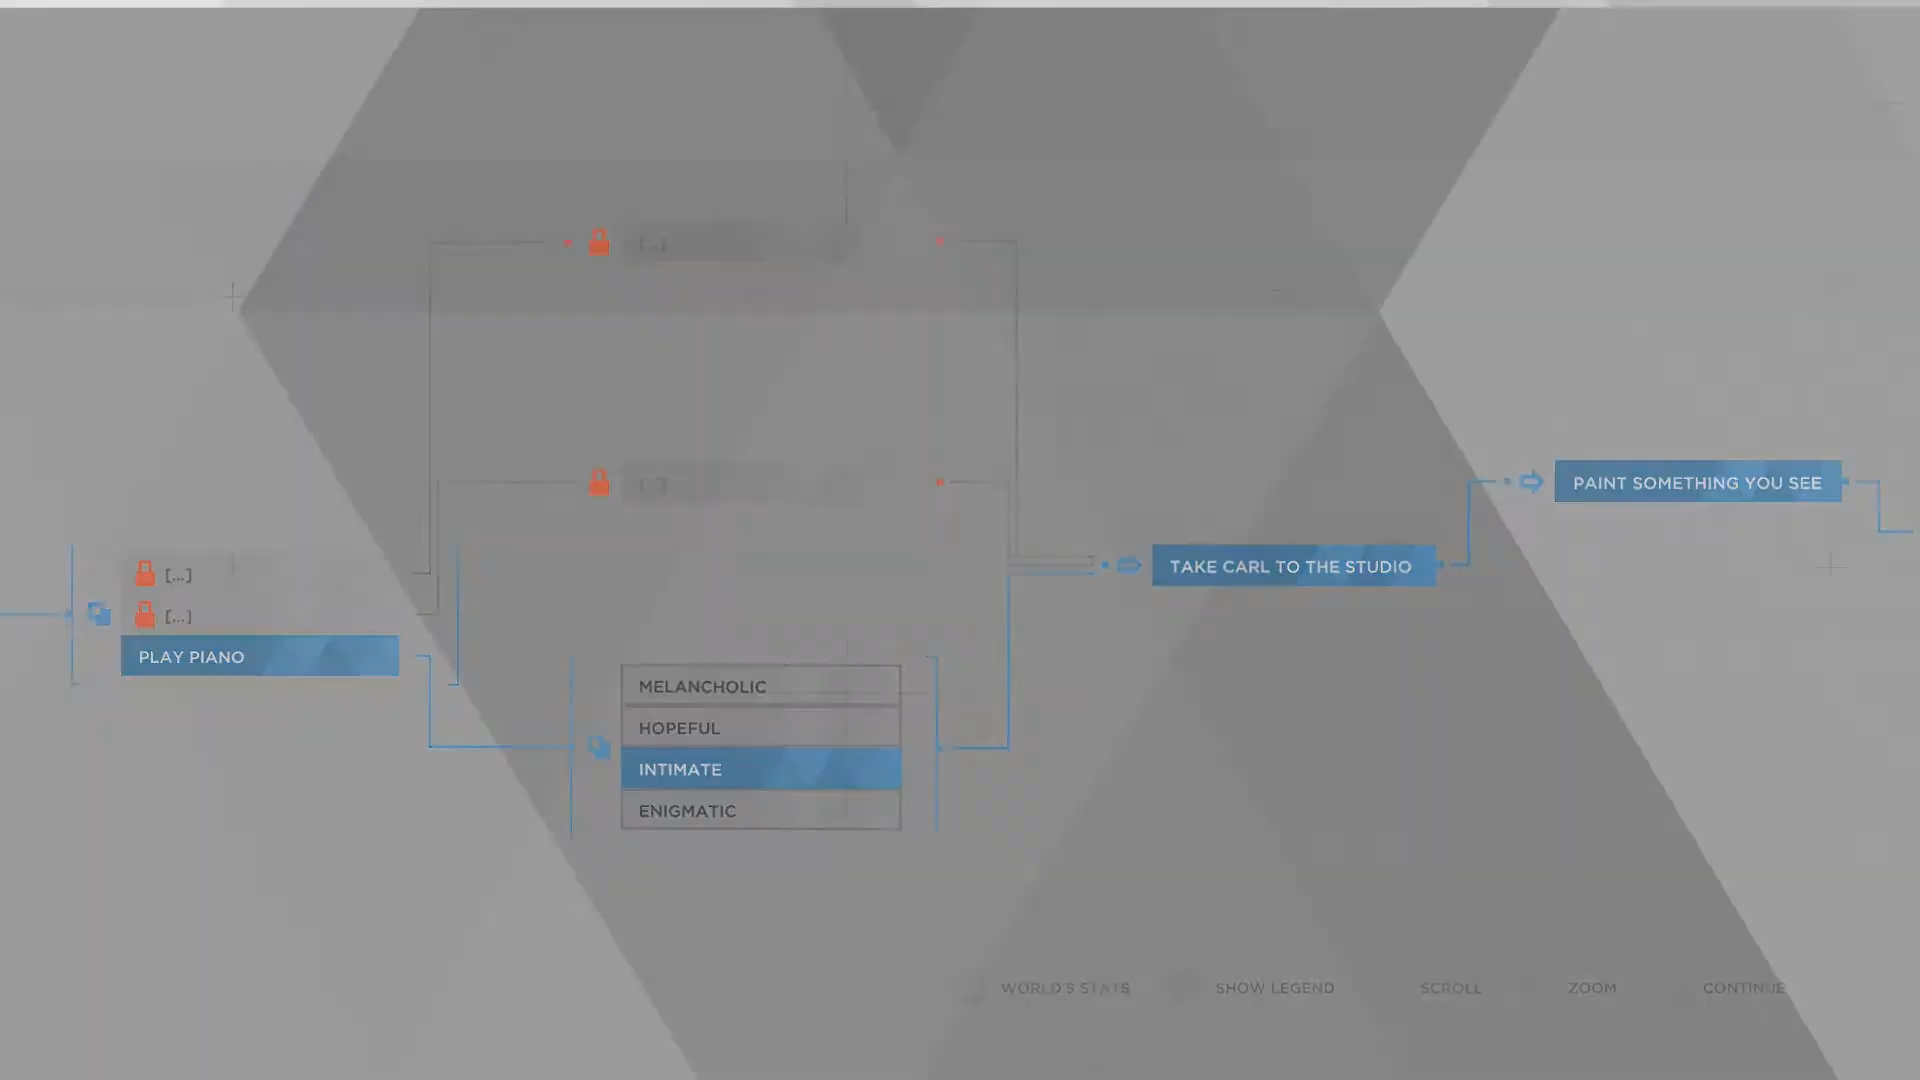 [...]
[...]
PAINT SOMETHING YOU SEE
TAKE CARL TO THE STUDIO
[...]
[...]
PLAY PIANO
MELANCHOLIC
HOPEFUL
INTIMATE
ENIGMATIC
WORLD'S STATS
SHOW LEGEND
SCROLL
ZOOM
CONTINUE